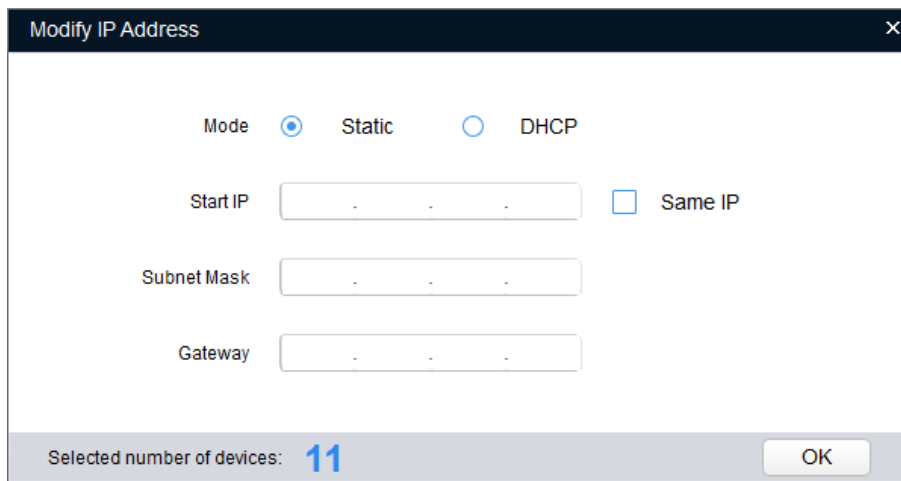 Modify IP Address
Mode Static DHCP
Start IP . . . Same IP
Subnet Mask . . .
Gateway . . .
Selected number of devices: 11 OK